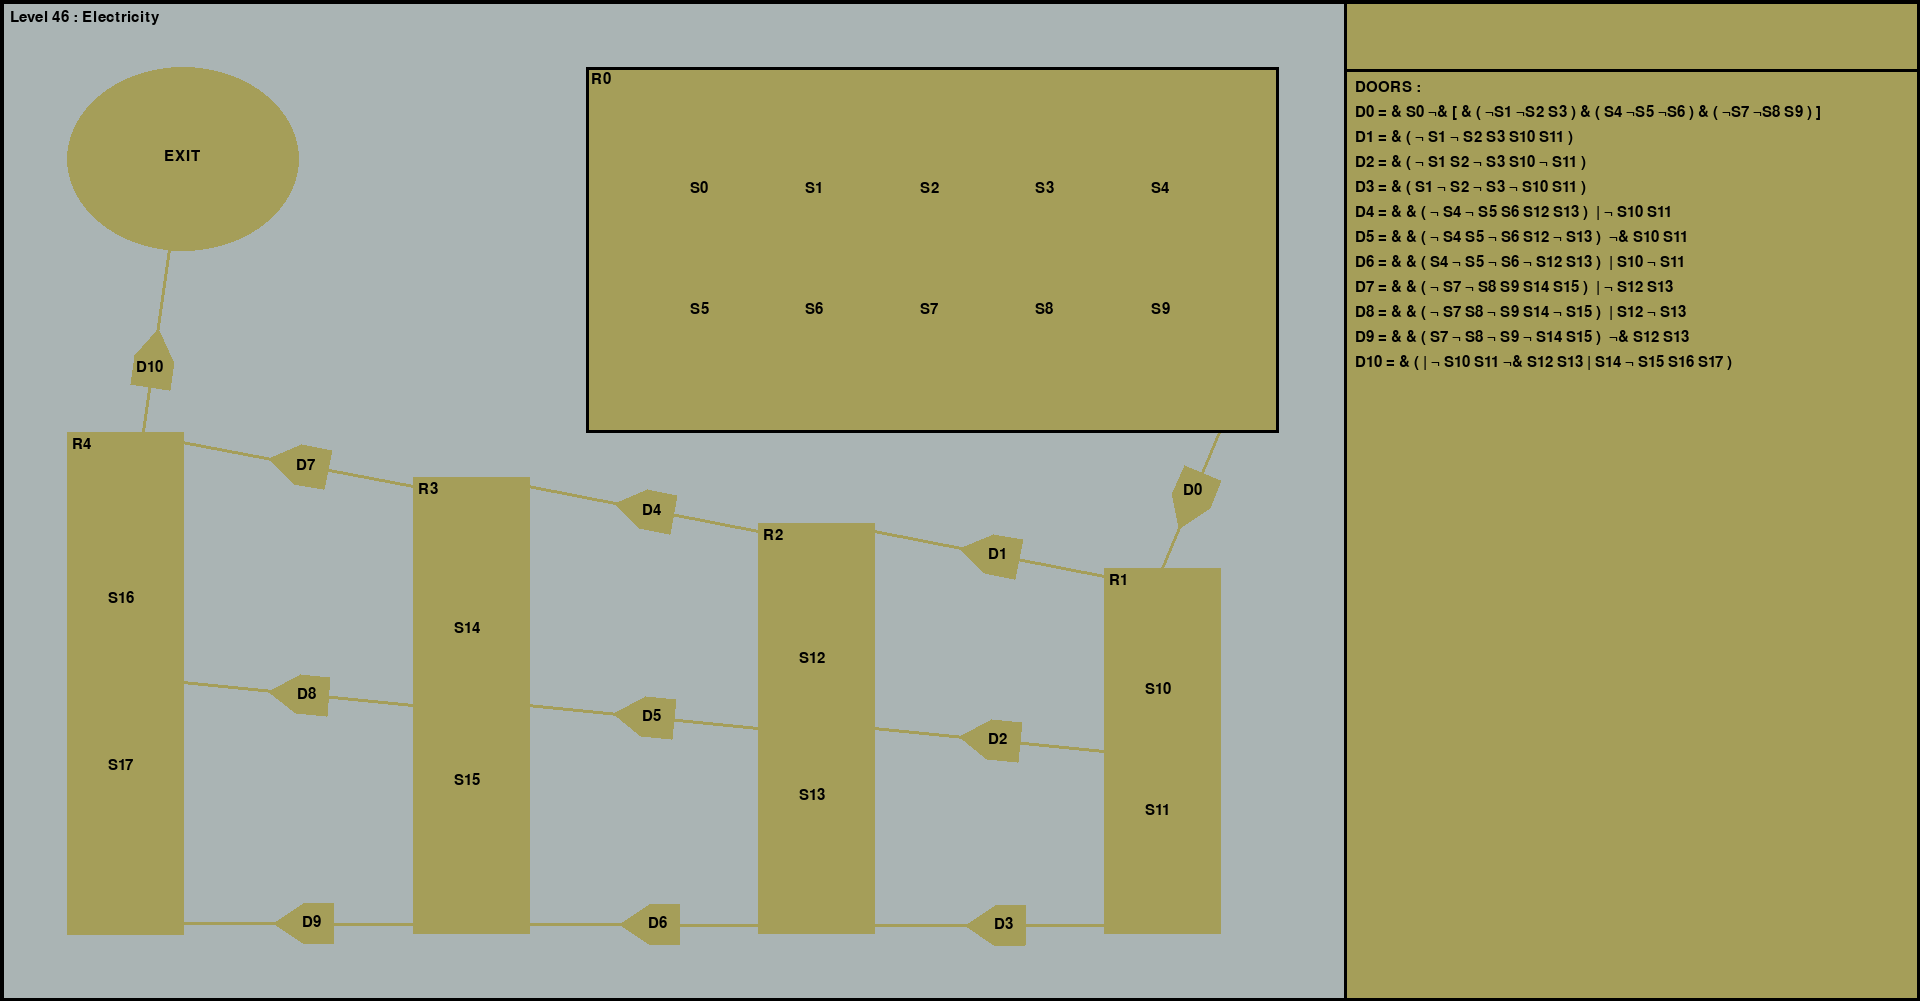 Level 46 : Electricity
R0
EXIT
S0 S1 S2 S3 S4
S5 S6 S7 S8 S9
D10
R4
D7
R3
D4
R2
D1
R1
D0
S16
S14
S12
S10
D8
D5
D2
S17
S15
S13
S11
D9
D6
D3
DOORS :
D0 = & S0 ¬& [ & ( ¬S1 ¬S2 S3 ) & ( S4 ¬S5 ¬S6 ) & ( ¬S7 ¬S8 S9 ) ]
D1 = & ( ¬ S1 ¬ S2 S3 S10 S11 )
D2 = & ( ¬ S1 S2 ¬ S3 S10 ¬ S11 )
D3 = & ( S1 ¬ S2 ¬ S3 ¬ S10 S11 )
D4 = & & ( ¬ S4 ¬ S5 S6 S12 S13 ) | ¬ S10 S11
D5 = & & ( ¬ S4 S5 ¬ S6 S12 ¬ S13 ) ¬& S10 S11
D6 = & & ( S4 ¬ S5 ¬ S6 ¬ S12 S13 ) | S10 ¬ S11
D7 = & & ( ¬ S7 ¬ S8 S9 S14 S15 ) | ¬ S12 S13
D8 = & & ( ¬ S7 S8 ¬ S9 S14 ¬ S15 ) | S12 ¬ S13
D9 = & & ( S7 ¬ S8 ¬ S9 ¬ S14 S15 ) ¬& S12 S13
D10 = & ( | ¬ S10 S11 ¬& S12 S13 | S14 ¬ S15 S16 S17 )